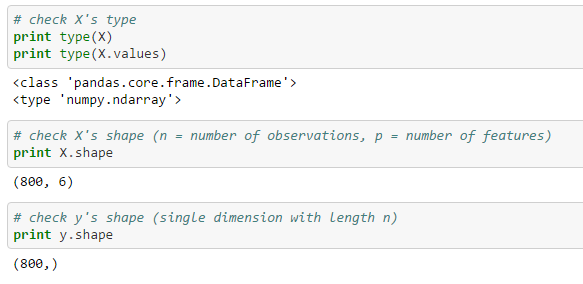 # check X's type
print type(X)
print type(X.values)
<class 'pandas.core.frame.DataFrame'>
<type 'numpy.ndarray'>
# check X's shape (n = number of observations, p = number of features)
print X.shape
(800, 6)
# check y's shape (single dimension with length n)
print y.shape
(800,)